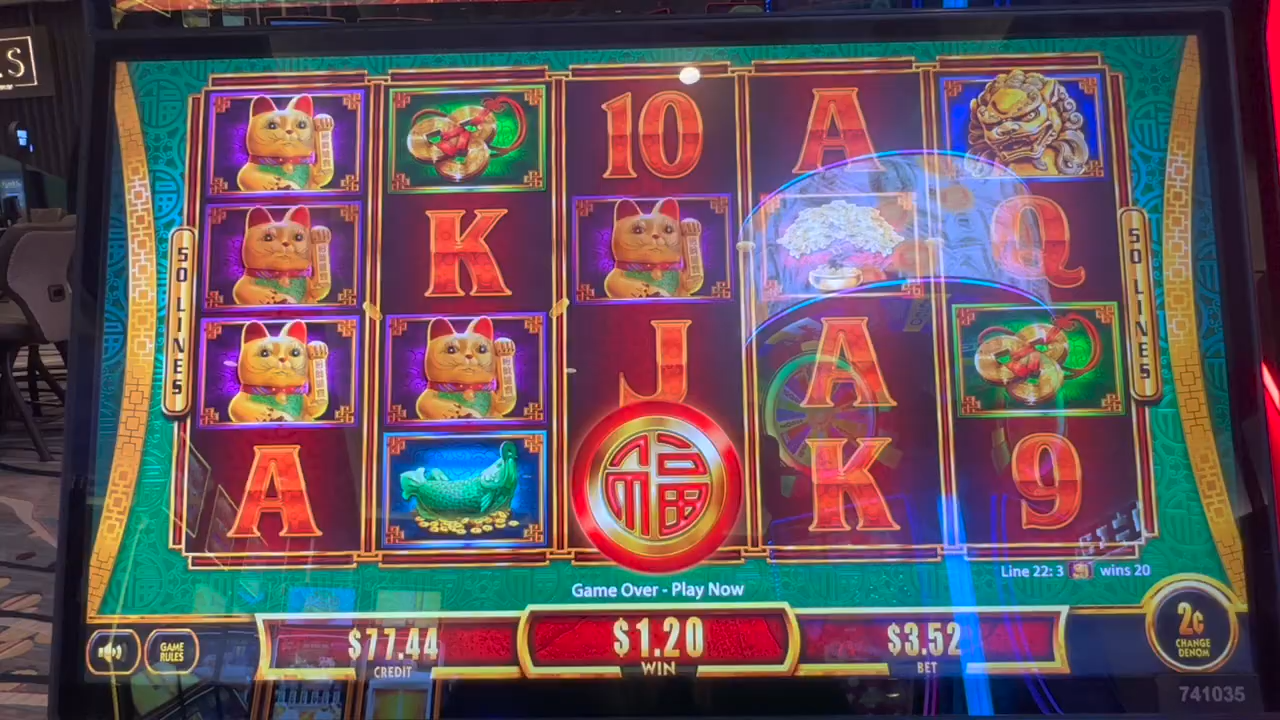 .S
10 A
K Q
50 LINES
50 LINES
J A
A 福 K 9
Line 22: 3 wins 20
Game Over - Play Now
GAME RULES
$77.44
CREDIT
$1.20
WIN
$3.52
BET
2¢
CHANGE
DENOM
741035